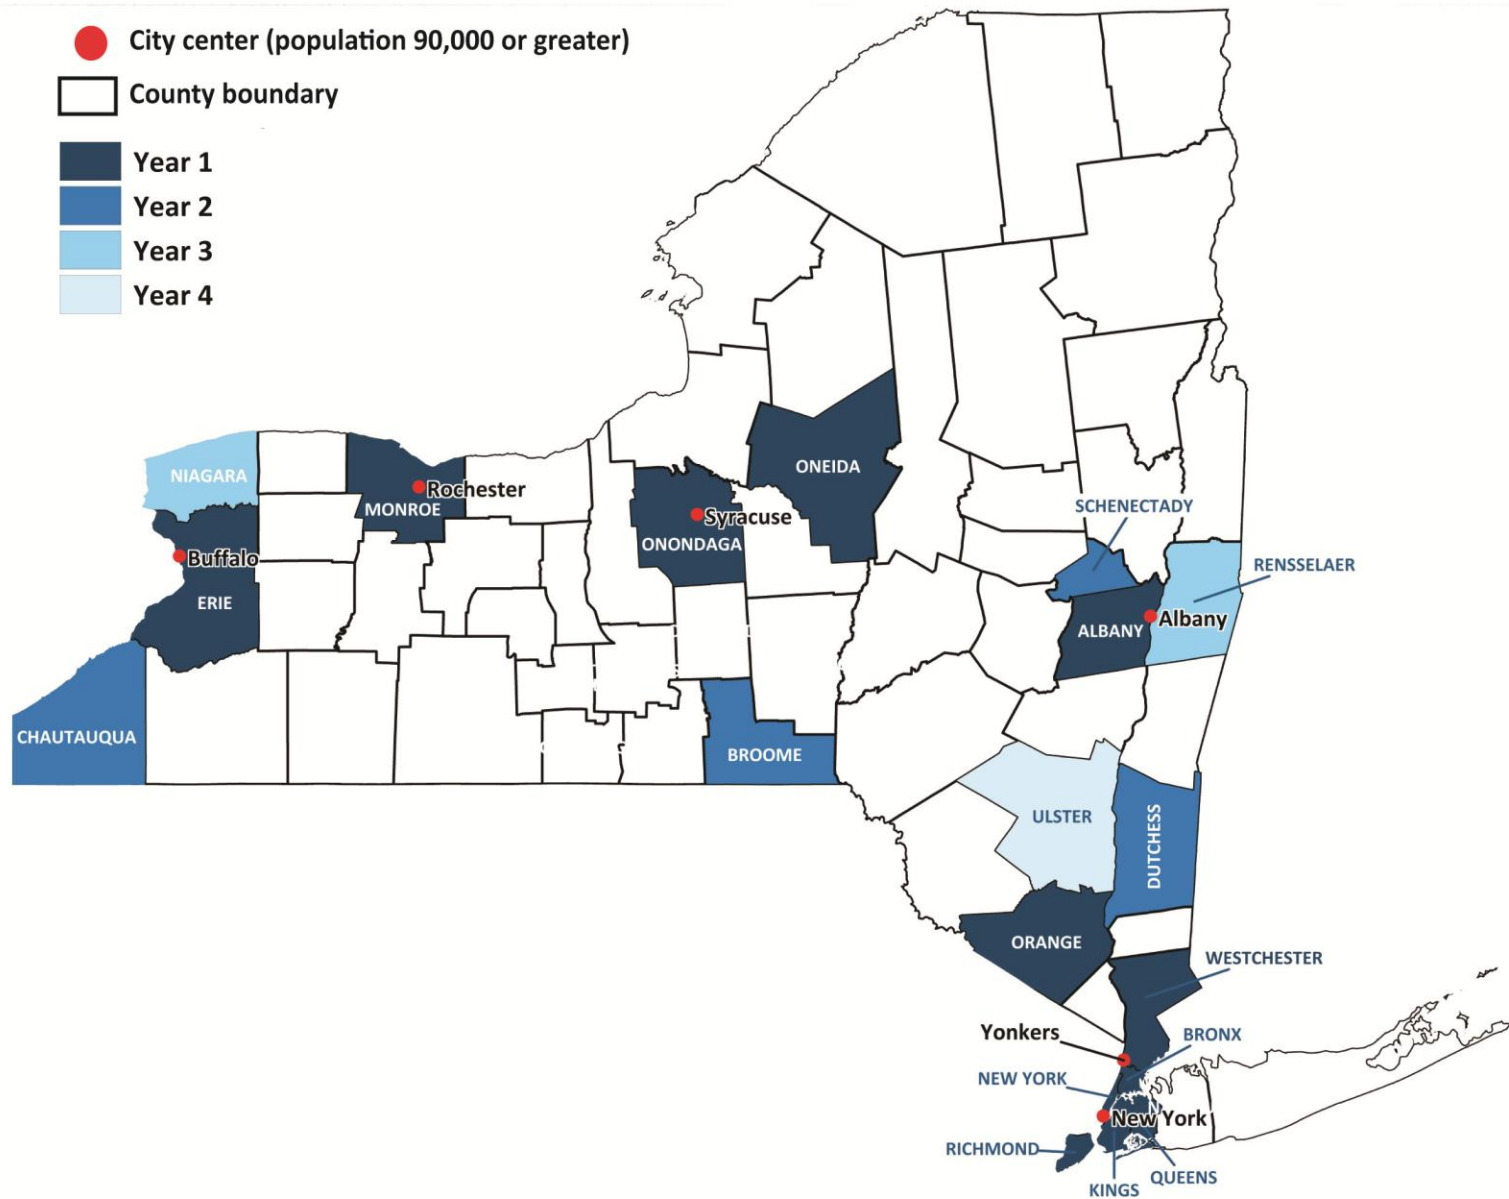 City center (population 90,000 or greater)
County boundary
Year 1
Year 2
Year 3
Year 4
NIAGARA
Rochester
MONROE
Buffalo
ERIE
CHAUTAUQUA
ONEIDA
Syracuse
ONONDAGA
BROOME
SCHENECTADY
RENSSELAER
Albany
ALBANY
ULSTER
DUTCHESS
ORANGE
WESTCHESTER
Yonkers
BRONX
NEW YORK
New York
RICHMOND
QUEENS
KINGS